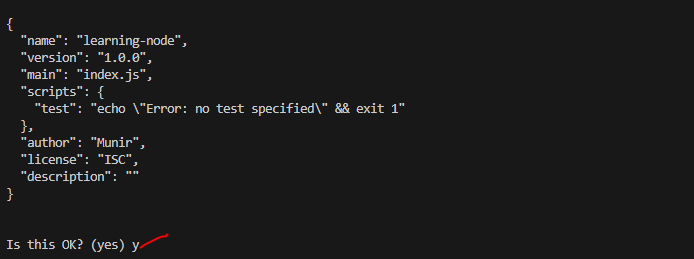 {
  "name": "learning-node",
  "version": "1.0.0",
  "main": "index.js",
  "scripts": {
    "test": "echo \"Error: no test specified\" && exit 1"
  },
  "author": "Munir",
  "license": "ISC",
  "description": ""
}
Is this OK? (yes) y